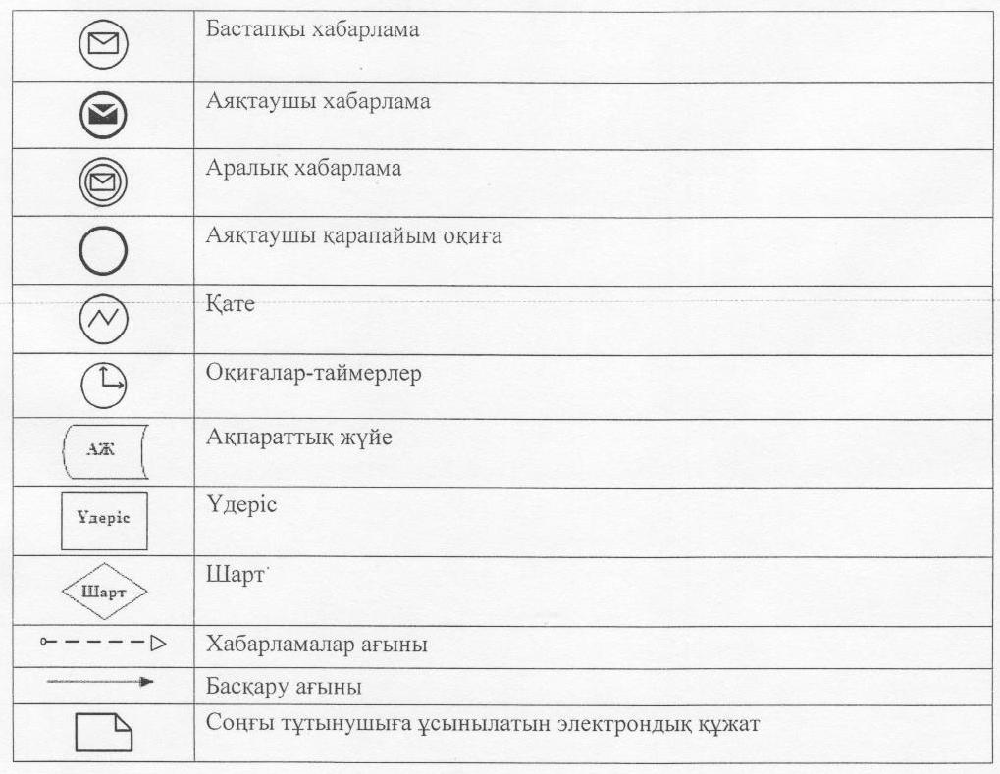 Бастапқы хабарлама
Аяқтаушы хабарлама
Аралық хабарлама
Аяқтаушы қарапайым оқиға
Қате
Оқиғалар-таймерлер
АЖ
Ақпараттық жүйе
Үдеріс
Үдеріс
Шарт
Шарт
Хабарламалар ағыны
Басқару ағыны
Соңғы тұтынушыға ұсынылатын электрондық құжат